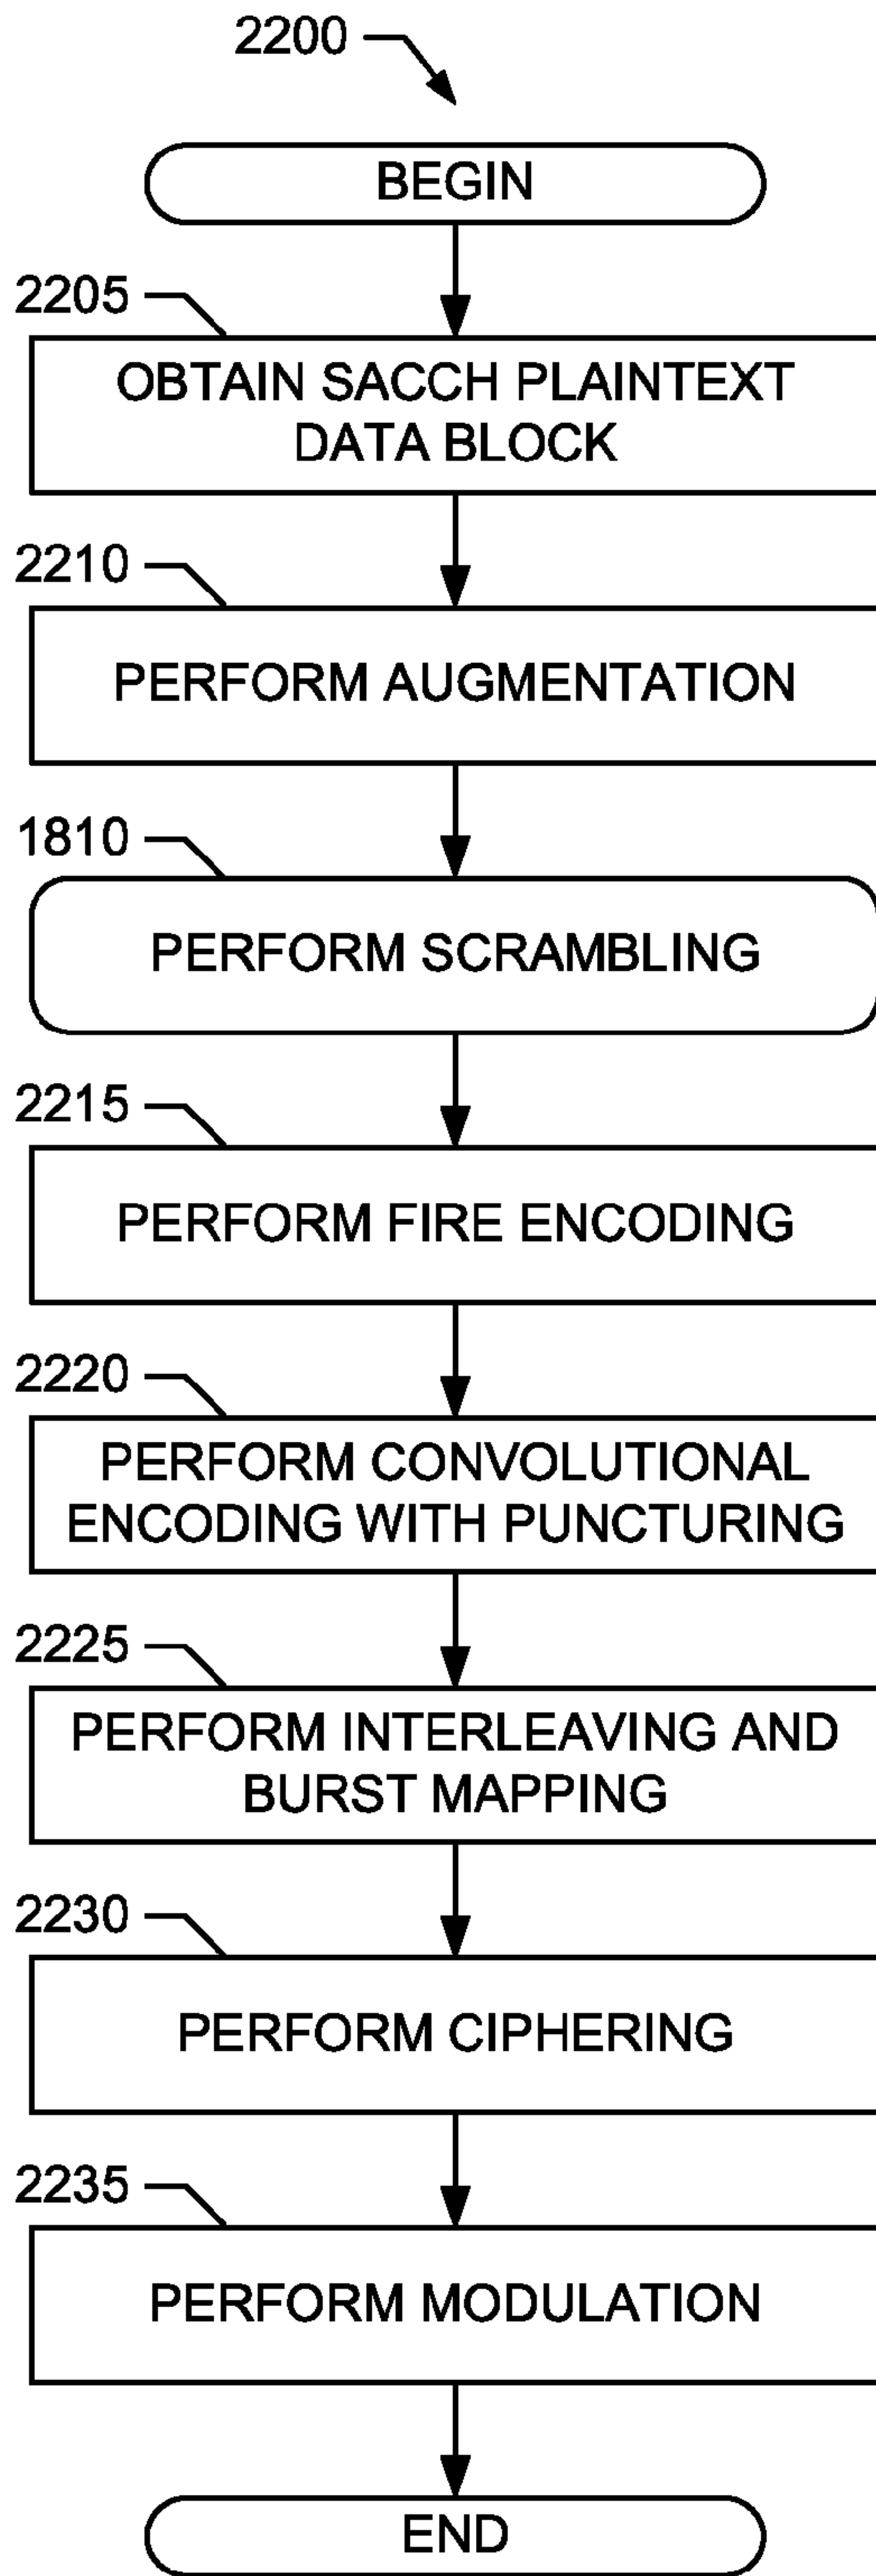 2200
BEGIN
2205
OBTAIN SACCH PLAINTEXT
DATA BLOCK
2210
PERFORM AUGMENTATION
1810
PERFORM SCRAMBLING
2215
PERFORM FIRE ENCODING
2220
PERFORM CONVOLUTIONAL
ENCODING WITH PUNCTURING
2225
PERFORM INTERLEAVING AND
BURST MAPPING
2230
PERFORM CIPHERING
2235
PERFORM MODULATION
END